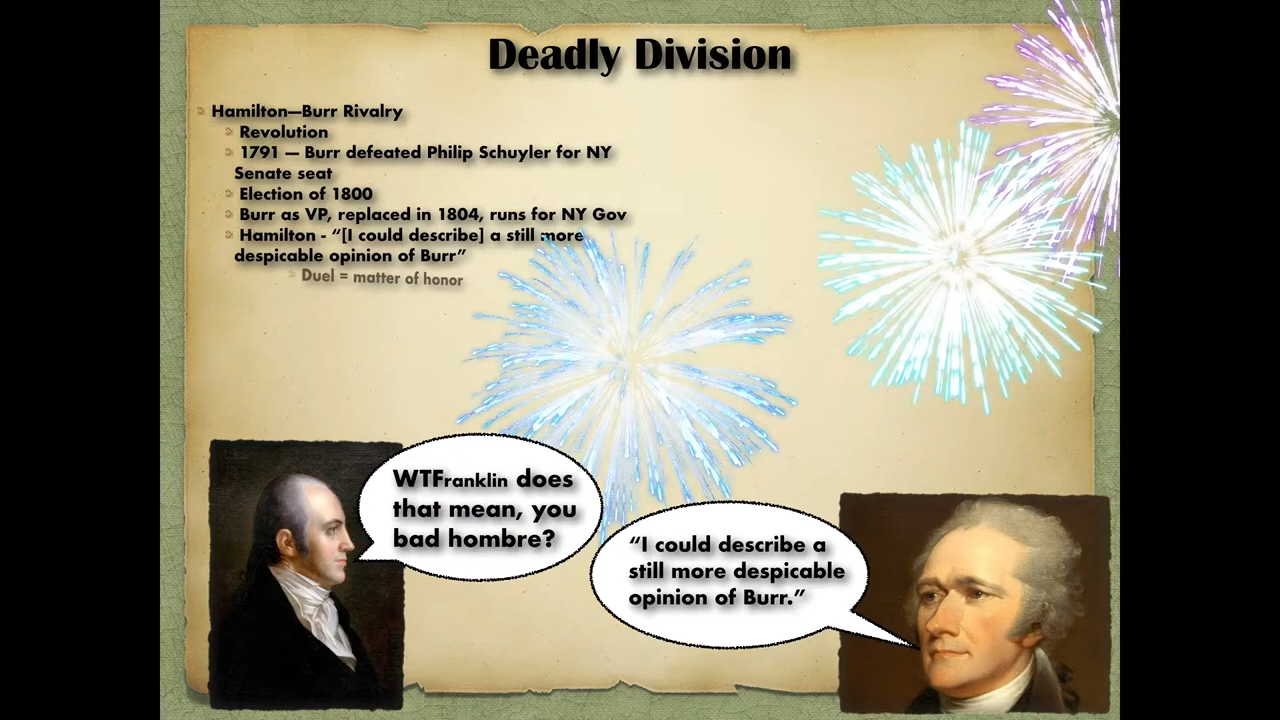 Deadly Division
Hamilton—Burr Rivalry
Revolution
1791 — Burr defeated Philip Schuyler for NY
Senate seat
Election of 1800
Burr as VP, replaced in 1804, runs for NY Gov
Hamilton - “[I could describe] a still more
despicable opinion of Burr”
Duel = matter of honor
WTFranklin does
that mean, you
bad hombre?
“I could describe a
still more despicable
opinion of Burr.”